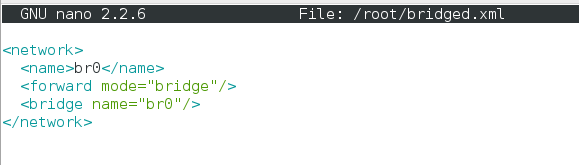 GNU nano 2.2.6 File: /root/bridged.xml
<network>
<name>br0</name>
<forward mode="bridge"/>
<bridge name="br0"/>
</network>